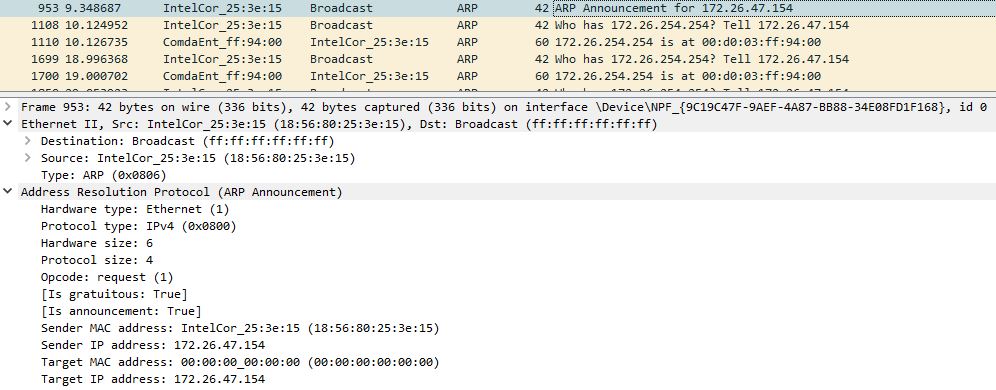 953 9.348687 IntelCor_25:3e:15 Broadcast ARP 42 ARP Announcement for 172.26.47.154
1108 10.124952 IntelCor_25:3e:15 Broadcast ARP 42 Who has 172.26.254.254? Tell 172.26.47.154
1110 10.126735 ComdaEnt_ff:94:00 IntelCor_25:3e:15 ARP 60 172.26.254.254 is at 00:d0:03:ff:94:00
1699 18.996368 IntelCor_25:3e:15 Broadcast ARP 42 Who has 172.26.254.254? Tell 172.26.47.154
1700 19.000702 ComdaEnt_ff:94:00 IntelCor_25:3e:15 ARP 60 172.26.254.254 is at 00:d0:03:ff:94:00
Frame 953: 42 bytes on wire (336 bits), 42 bytes captured (336 bits) on interface \Device\NPF_{9C19C47F-9AEF-4A87-BB88-34E08FD1F168}, id 0
Ethernet II, Src: IntelCor_25:3e:15 (18:56:80:25:3e:15), Dst: Broadcast (ff:ff:ff:ff:ff:ff)
Destination: Broadcast (ff:ff:ff:ff:ff:ff)
Source: IntelCor_25:3e:15 (18:56:80:25:3e:15)
Type: ARP (0x0806)
Address Resolution Protocol (ARP Announcement)
Hardware type: Ethernet (1)
Protocol type: IPv4 (0x0800)
Hardware size: 6
Protocol size: 4
Opcode: request (1)
[Is gratuitous: True]
[Is announcement: True]
Sender MAC address: IntelCor_25:3e:15 (18:56:80:25:3e:15)
Sender IP address: 172.26.47.154
Target MAC address: 00:00:00_00:00:00 (00:00:00:00:00:00)
Target IP address: 172.26.47.154